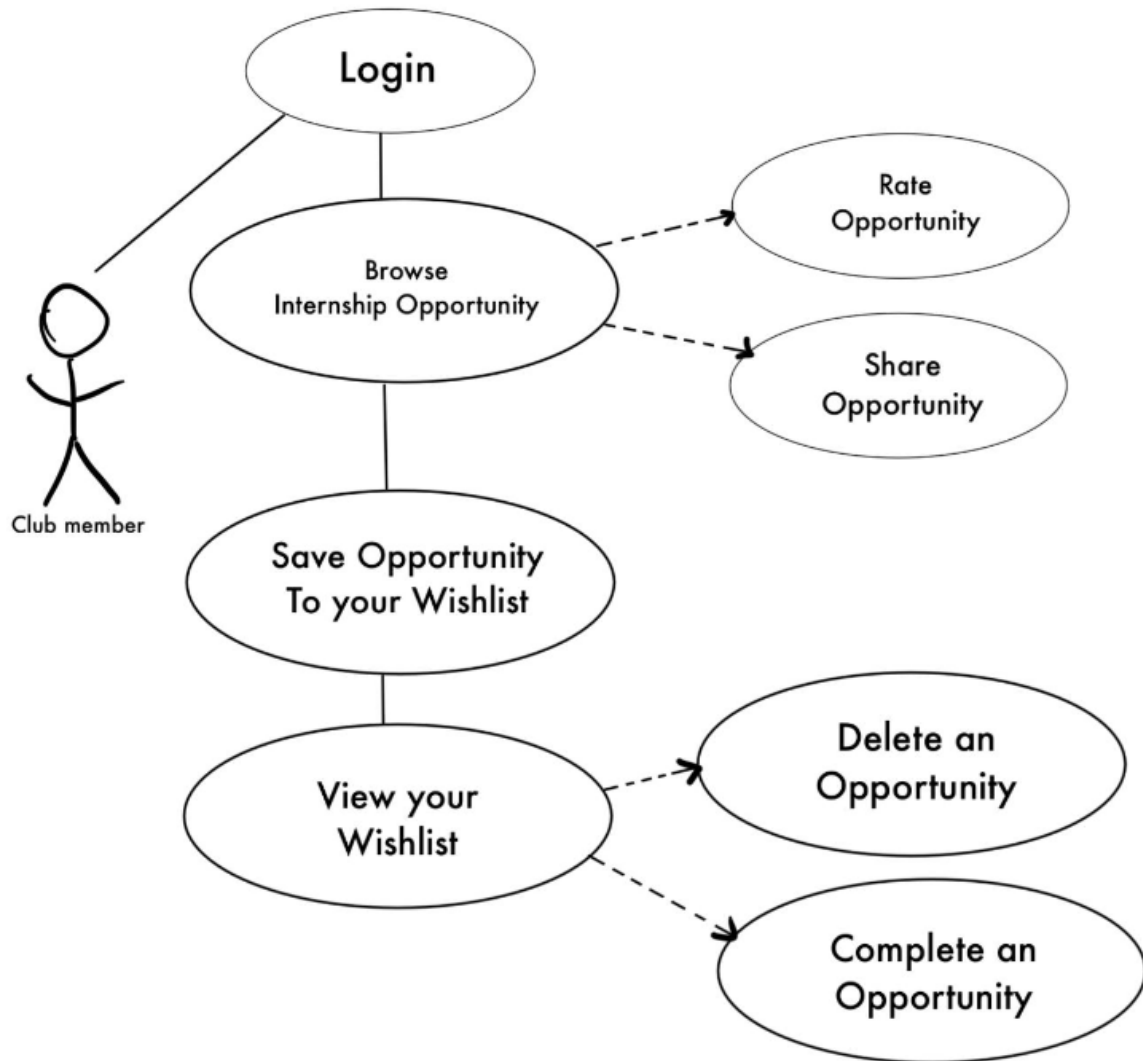 Login
Browse
Internship Opportunity
Rate
Opportunity
Share
Opportunity
Club member
Save Opportunity
To your Wishlist
View your
Wishlist
Delete an
Opportunity
Complete an
Opportunity